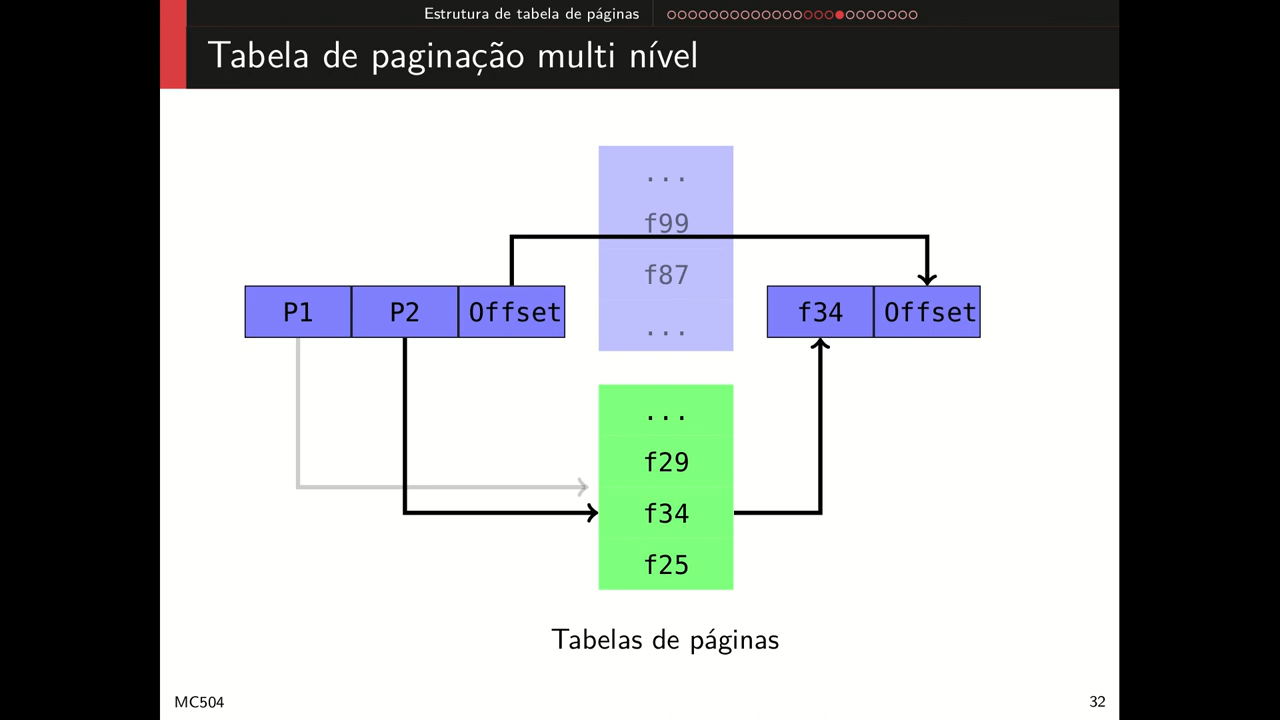 Estrutura de tabela de páginas
Tabela de paginação multi nível
...
f99
f87
...
P1 P2 Offset
f34 Offset
...
f29
f34
f25
Tabelas de páginas
MC504
32